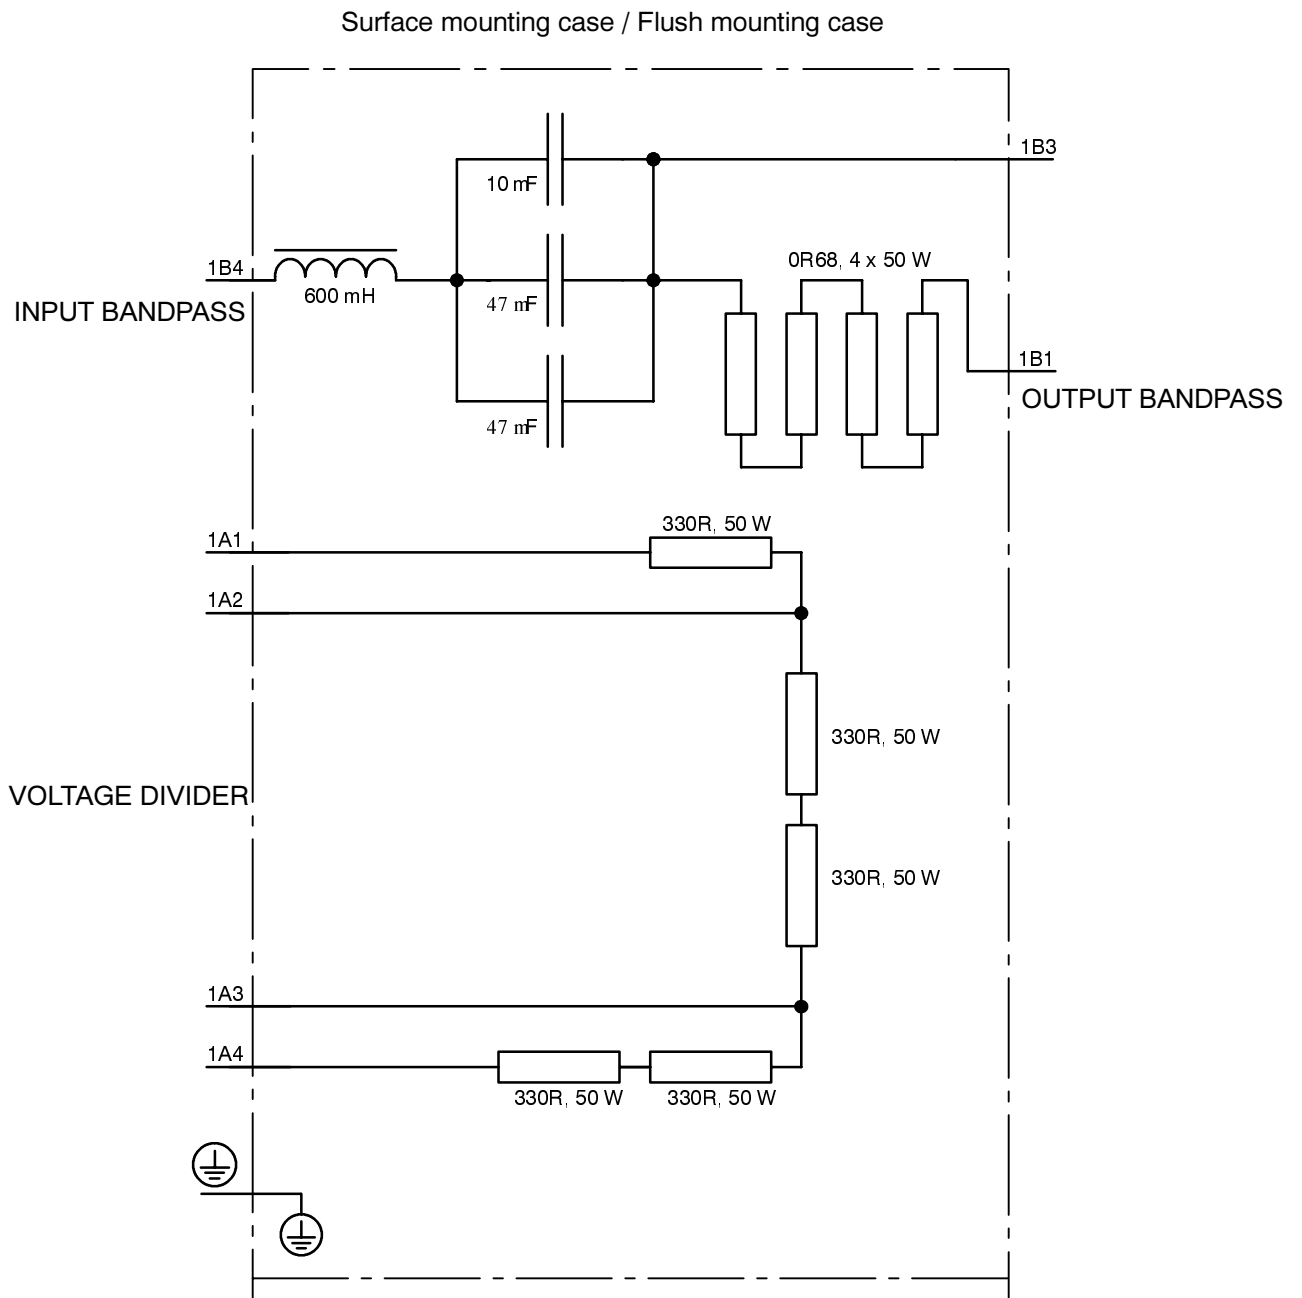 Surface mounting case / Flush mounting case
1B3
10 mF
1B4
0R68, 4 x 50 W
600 mH
47 mF
INPUT BANDPASS
1B1
OUTPUT BANDPASS
47 mF
330R, 50 W
1A1
1A2
330R, 50 W
VOLTAGE DIVIDER
330R, 50 W
1A3
1A4
330R, 50 W
330R, 50 W